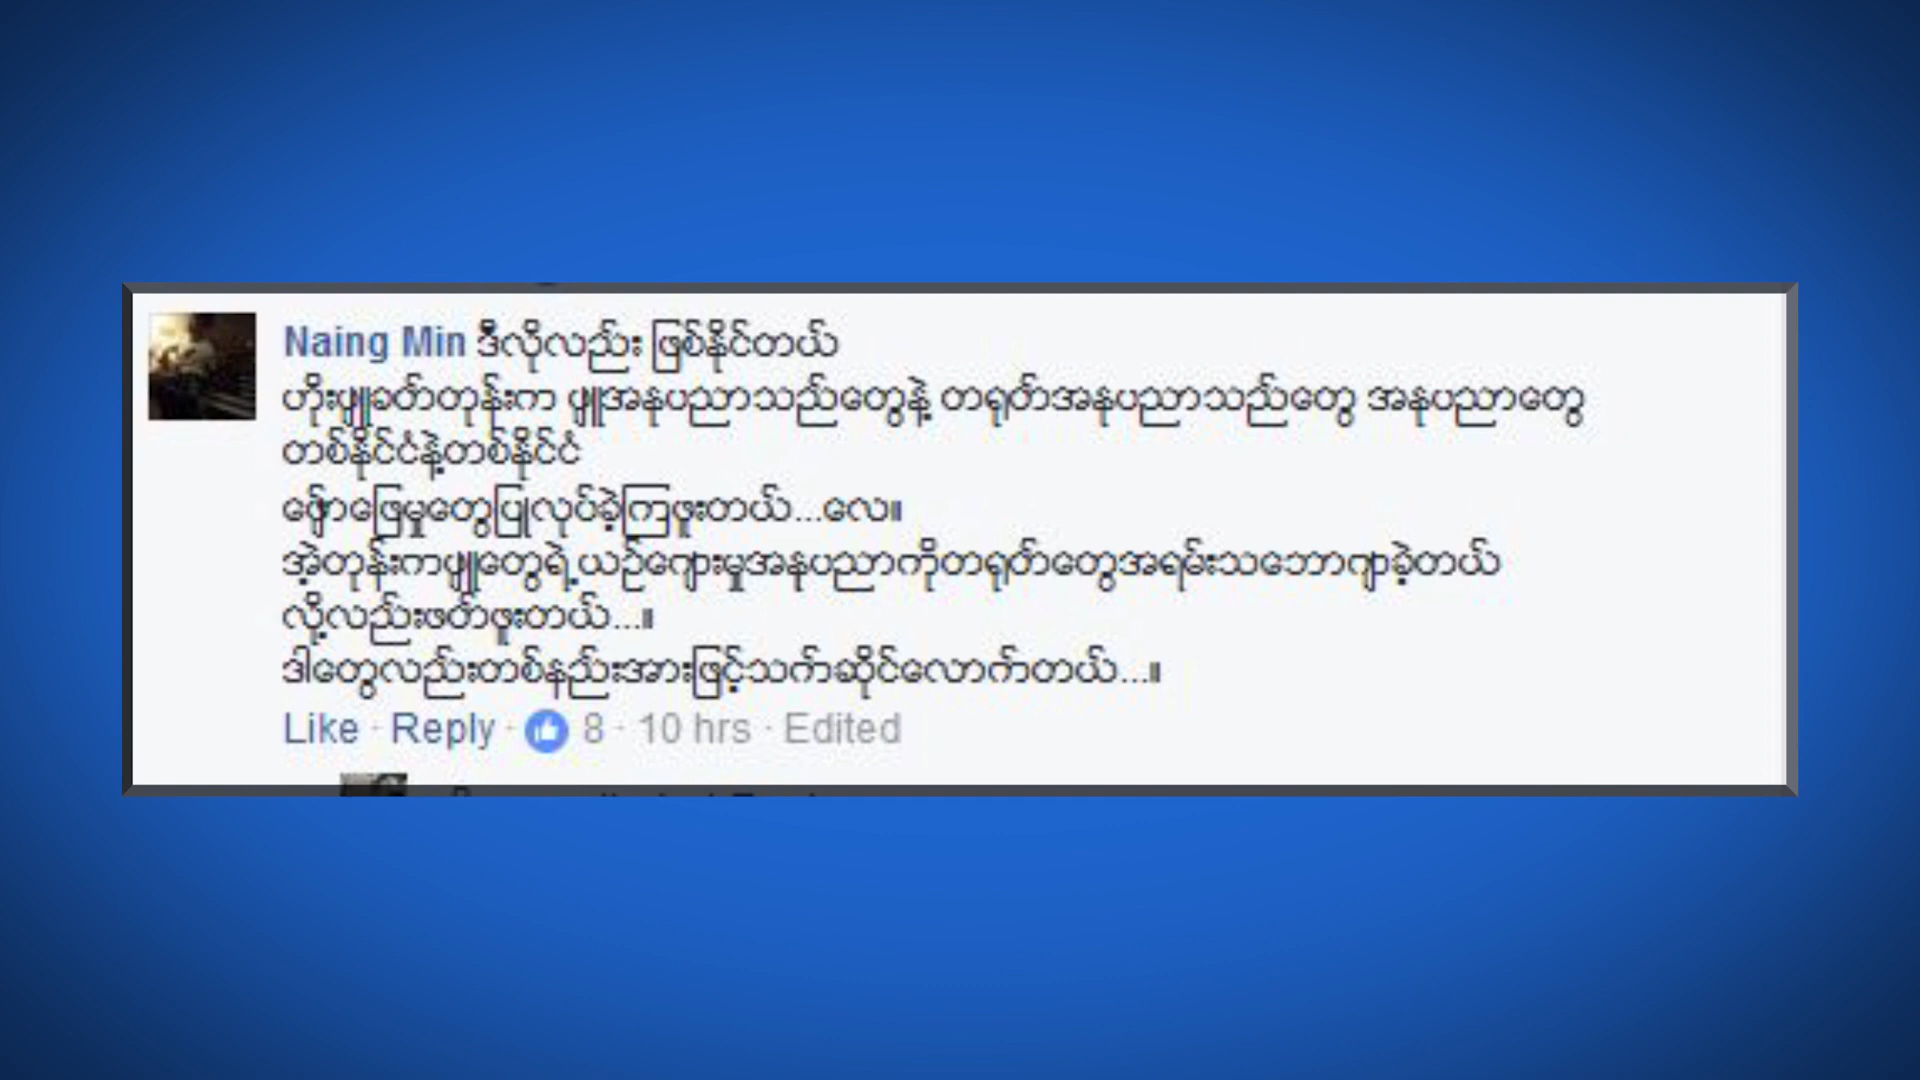 Naing Min ဒီလိုလည်း ဖြစ်နိုင်တယ်
ဟိုးပျူခတ်တုန်းက ပျူအနုပညာသည်တွေနဲ့ တရုတ်အနုပညာသည်တွေ အနုပညာတွေ
တစ်နိုင်ငံနဲ့တစ်နိုင်ငံ
ဖျော်ဖြေမှုတွေပြုလုပ်ခဲ့ကြဖူးတယ်...လေ။
အဲ့တုန်းကပျူတွေရဲ့ယဉ်ကျေးမှုအနုပညာကိုတရုတ်တွေအရမ်းသဘောကျခဲ့တယ်
လို့လည်းဖတ်ဖူးတယ်...။
ဒါတွေလည်းတစ်နည်းအားဖြင့်သက်ဆိုင်လောက်တယ်...။
Like · Reply · 8 · 10 hrs · Edited